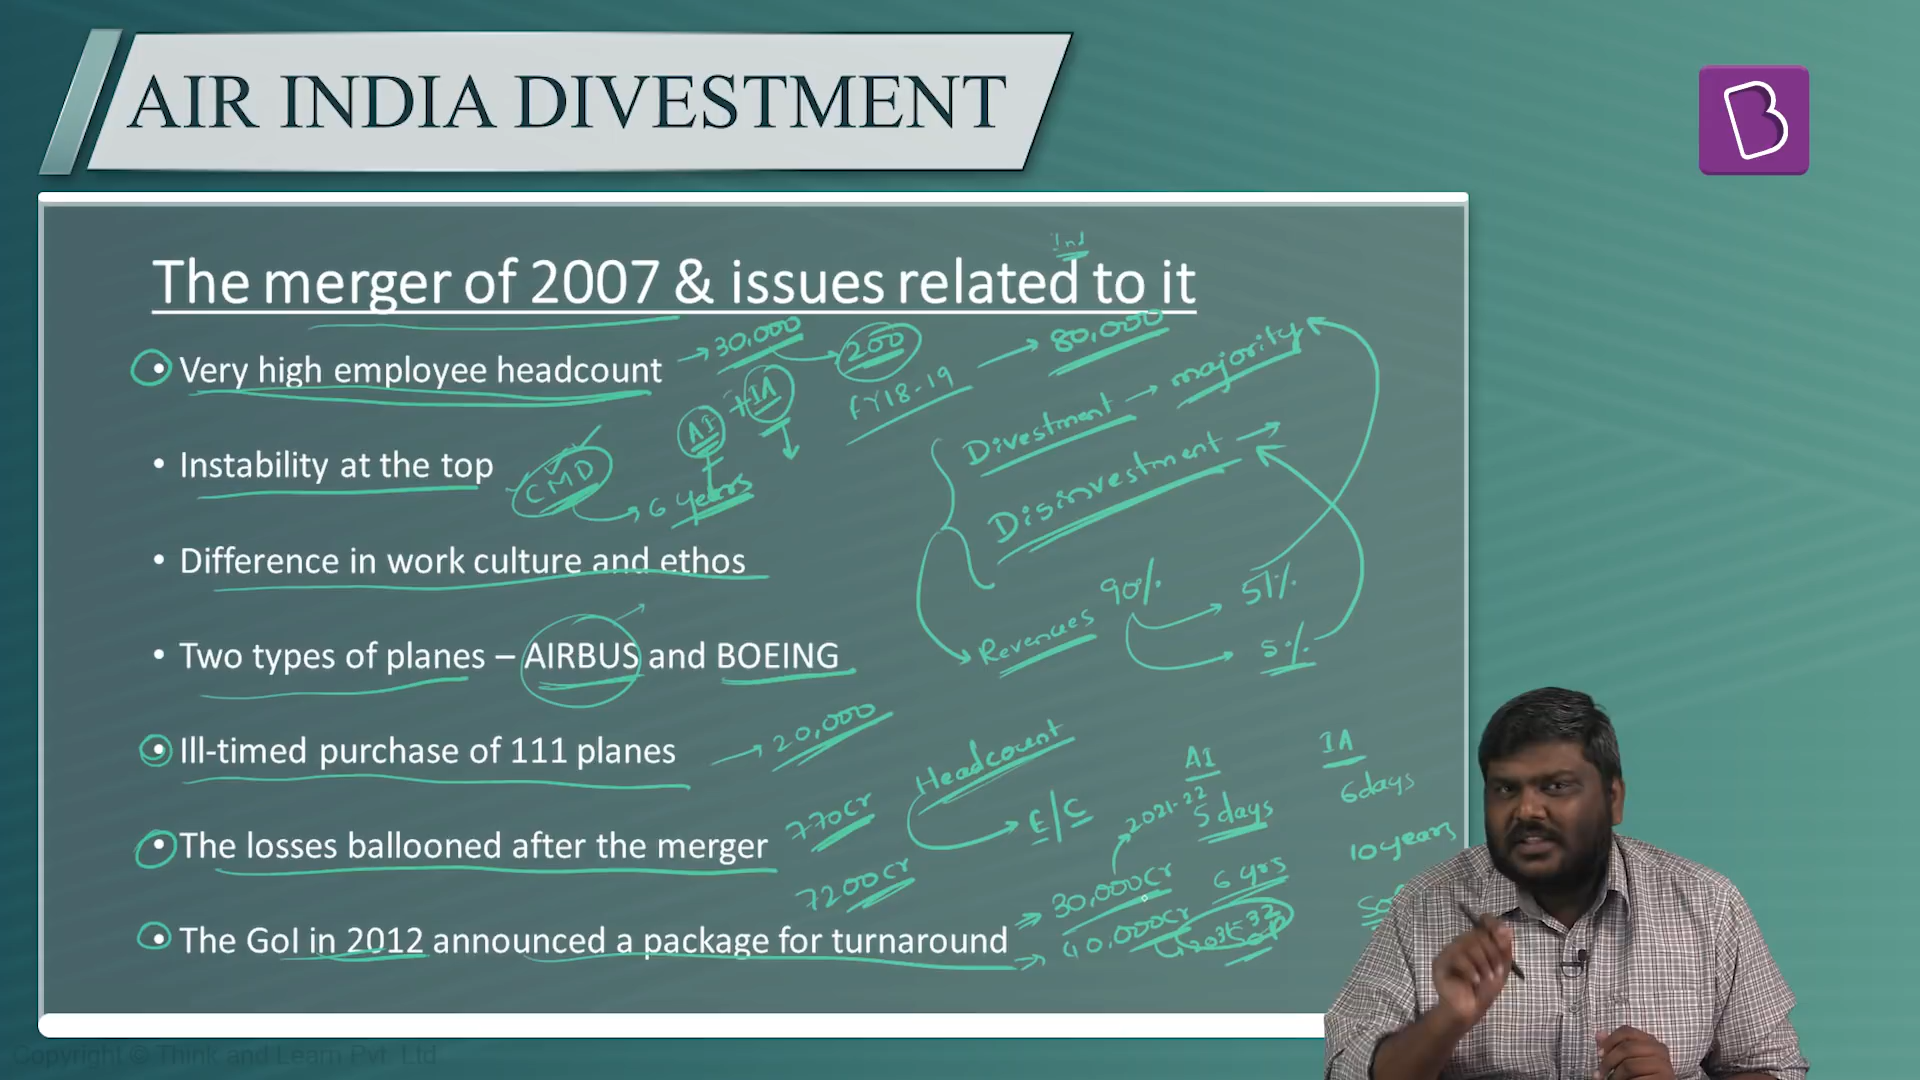 AIR INDIA DIVESTMENT
B
Ind
The merger of 2007 & issues related to it
• Very high employee headcount → 30,000 → 200
FY18-19 → 80,000
AI + IA
Divestment → majority
• Instability at the top
CMD → 6 years
Disinvestment →
• Difference in work culture and ethos
Revenues 90% → 51%
→ 5%
• Two types of planes – AIRBUS and BOEING
• Ill-timed purchase of 111 planes → 20,000
Headcount
E/C
AI
IA
2021-22
5 days
6 days
• The losses ballooned after the merger
770Cr
7200Cr
6 yrs
10 years
• The GoI in 2012 announced a package for turnaround
→ 30,000Cr
→ 40,000Cr
Copyright © Think and Learn Pvt. Ltd.